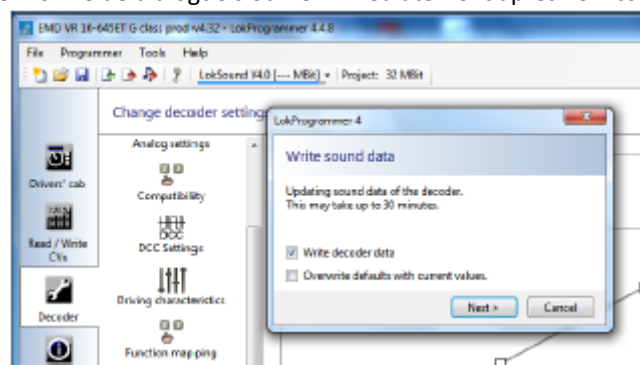 EMD VR 16-645ET G class prod v4.32 - LokProgrammer 4.4.8
File Programmer Tools Help
LokSound V4.0 [--- MBit] Project: 32 MBit
Change decoder setting
LokProgrammer 4
Analog settings
Write sound data
Drivers' cab
Compatibility
Updating sound data of the decoder.
This may take up to 30 minutes.
Read / Write CVs
DCC
DCC Settings
Write decoder data
Overwrite defaults with current values.
Driving characteristics
Next > Cancel
Decoder
Function mapping